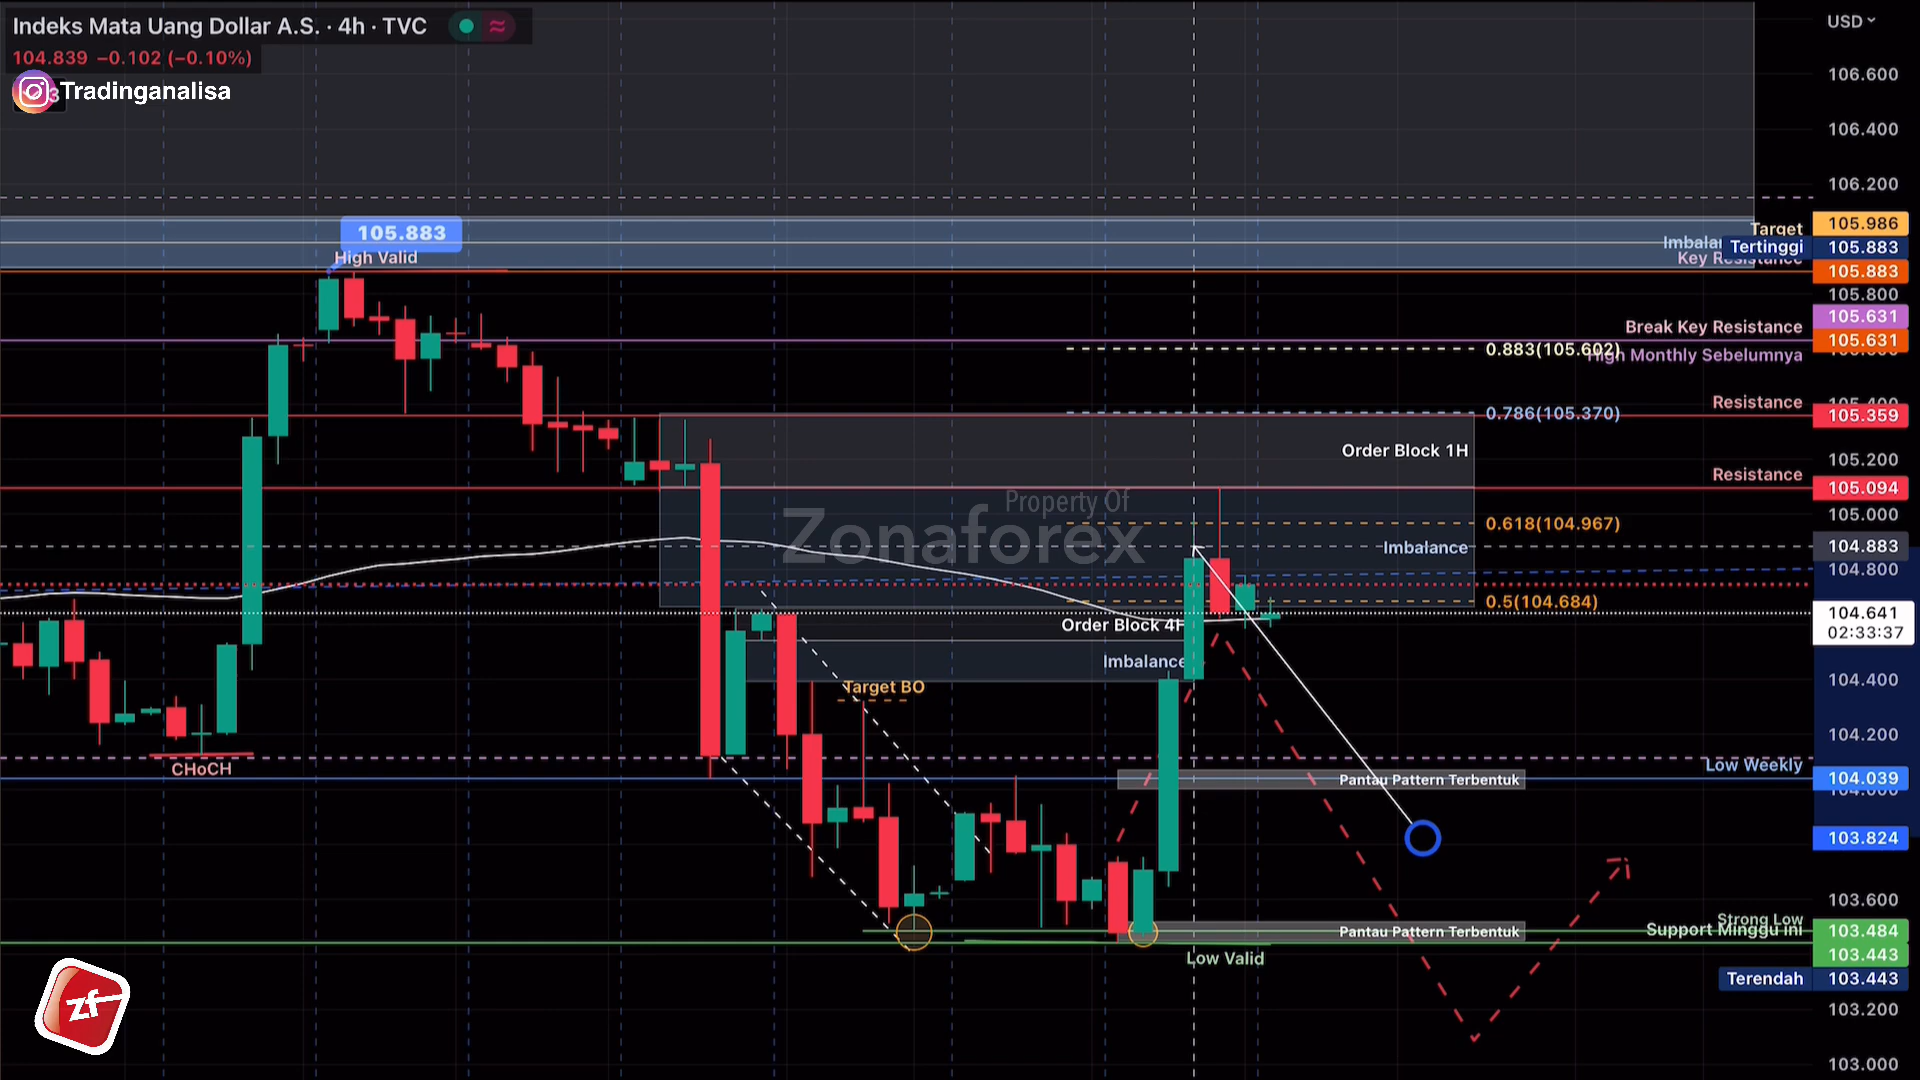 Indeks Mata Uang Dollar A.S. · 4h · TVC
104.839 −0.102 (−0.10%)
Tradinganalisa
USD
106.600
106.400
106.200
105.883
High Valid
Target 105.986
Tertinggi 105.883
105.883
105.800
105.631
Break Key Resistance 105.631
0.883(105.602)
High Monthly Sebelumnya
Resistance
0.786(105.370)
105.359
Order Block 1H
105.200
Resistance
105.094
Property Of
Zonaforex
105.000
0.618(104.967)
Imbalance
104.883
104.800
0.5(104.684)
104.641
02:33:37
Order Block 4H
Imbalance
Target BO
104.400
104.200
CHoCH
Low Weekly
Pantau Pattern Terbentuk
104.039
104.000
103.824
103.600
Strong Low
Support Minggu ini
Pantau Pattern Terbentuk
103.484
103.443
Low Valid
Terendah 103.443
zf
103.200
103.000